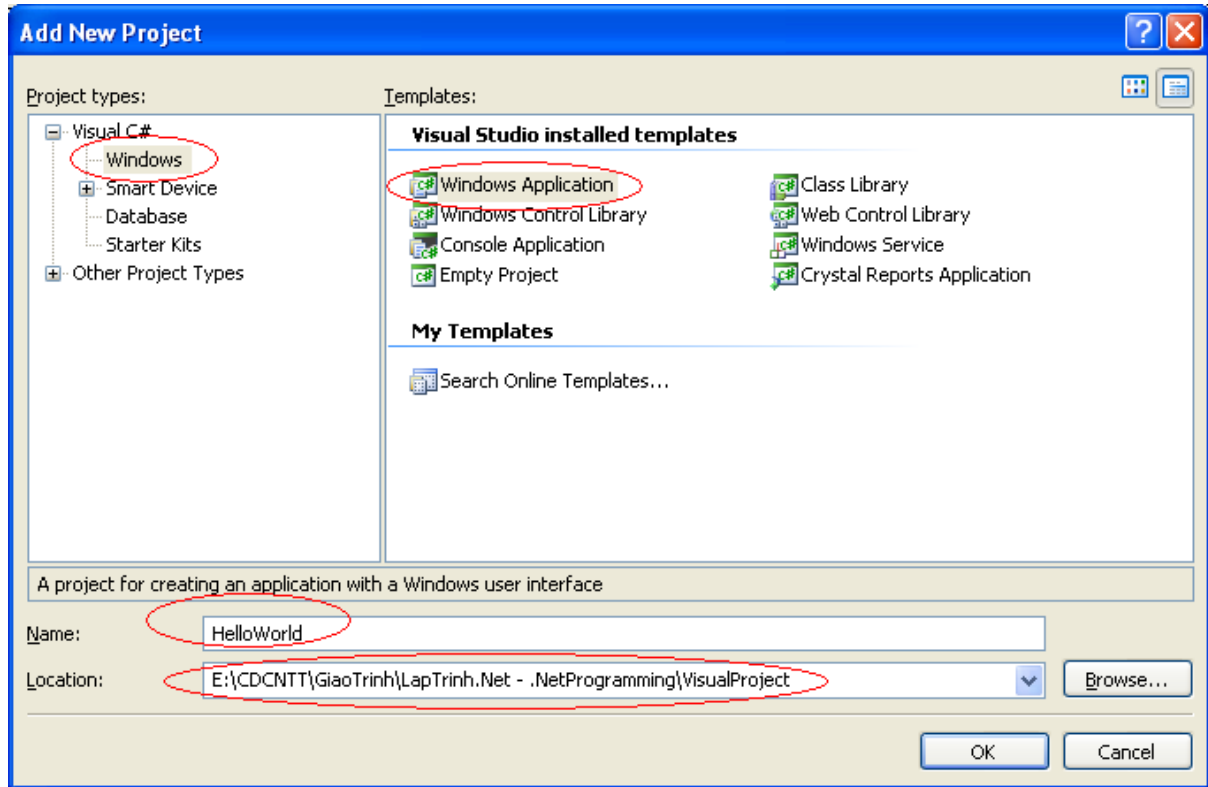 Add New Project
Project types:
Templates:
Visual C#
Windows
Smart Device
Database
Starter Kits
Other Project Types
Visual Studio installed templates
Windows Application
Class Library
Windows Control Library
Web Control Library
Console Application
Windows Service
Empty Project
Crystal Reports Application
My Templates
Search Online Templates...
A project for creating an application with a Windows user interface
Name:
HelloWorld
Location:
E:\CDCNTT\GiaoTrinh\LapTrinh.Net - .NetProgramming\VisualProject
Browse...
OK
Cancel